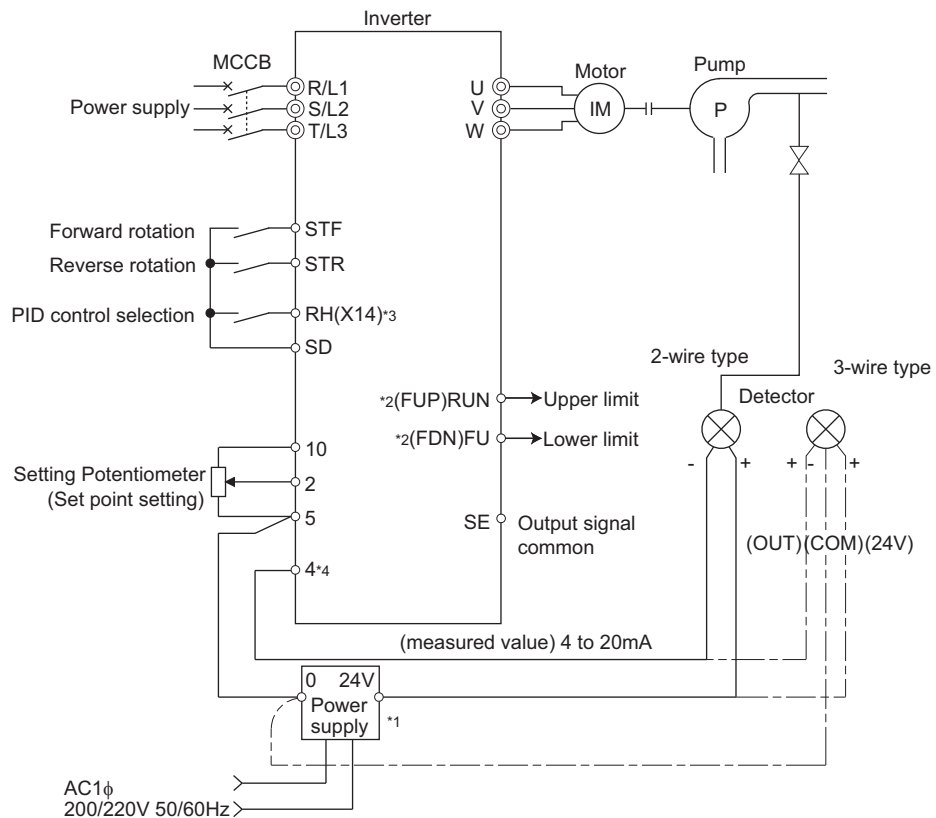 Inverter
MCCB
Motor
Pump
R/L1
U
Power supply
S/L2
V
IM
P
T/L3
W
Forward rotation
STF
Reverse rotation
STR
PID control selection
RH(X14)*3
SD
2-wire type
3-wire type
*2(FUP)RUN
Upper limit
Detector
*2(FDN)FU
Lower limit
10
- +
+ - +
Setting Potentiometer
(Set point setting)
2
5
SE
Output signal
common
(OUT)(COM)(24V)
4*4
(measured value) 4 to 20mA
0 24V
Power
supply
*1
AC1ϕ
200/220V 50/60Hz